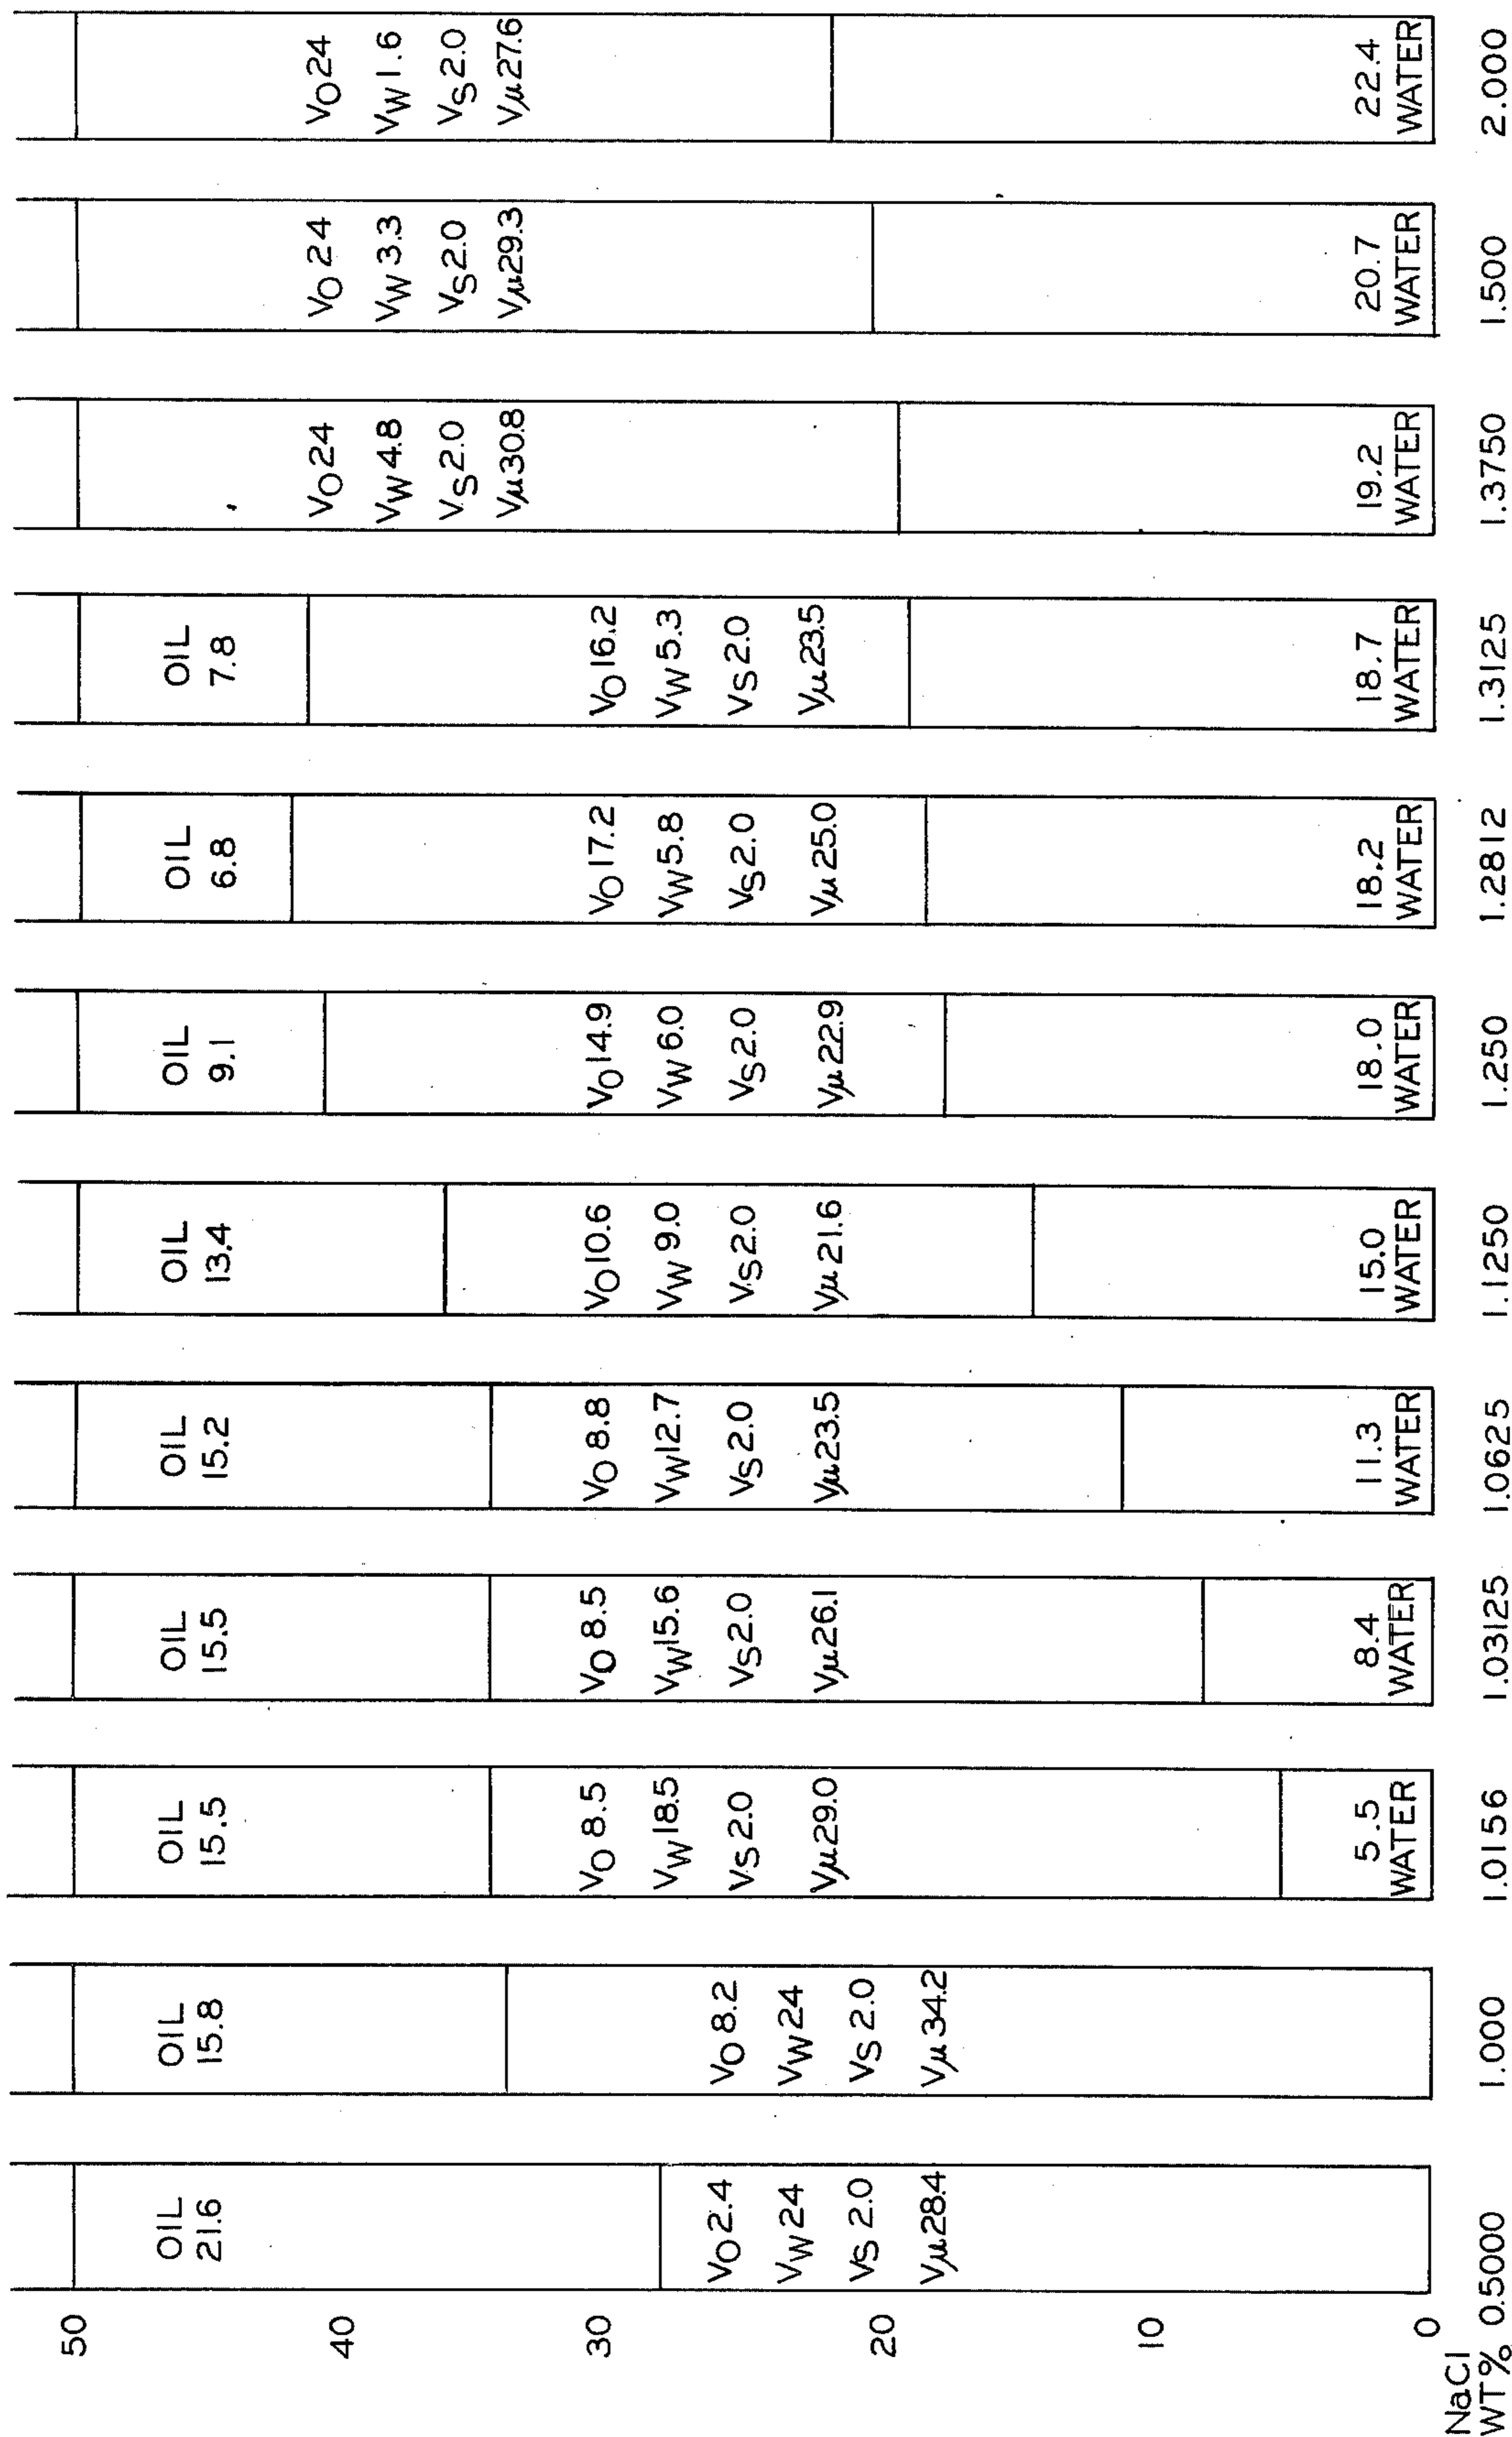 50
40
30
20
10
0
NaCl
WT %
OIL
21.6
Vo 2.4
Vw 24
Vs 2.0
Vμ 28.4
0.5000
OIL
15.8
Vo 8.2
Vw 24
Vs 2.0
Vμ 34.2
1.000
OIL
15.5
Vo 8.5
Vw 18.5
Vs 2.0
Vμ 29.0
5.5
WATER
1.0156
OIL
15.5
Vo 8.5
Vw 15.6
Vs 2.0
Vμ 26.1
8.4
WATER
1.03125
OIL
15.2
Vo 8.8
Vw 12.7
Vs 2.0
Vμ 23.5
11.3
WATER
1.0625
OIL
13.4
Vo 10.6
Vw 9.0
Vs 2.0
Vμ 21.6
15.0
WATER
1.1250
OIL
9.1
Vo 14.9
Vw 6.0
Vs 2.0
Vμ 22.9
18.0
WATER
1.250
OIL
6.8
Vo 17.2
Vw 5.8
Vs 2.0
Vμ 25.0
18.2
WATER
1.2812
OIL
7.8
Vo 16.2
Vw 5.3
Vs 2.0
Vμ 23.5
18.7
WATER
1.3125
Vo 24
Vw 4.8
Vs 2.0
Vμ 30.8
19.2
WATER
1.3750
Vo 24
Vw 3.3
Vs 2.0
Vμ 29.3
20.7
WATER
1.500
Vo 24
Vw 1.6
Vs 2.0
Vμ 27.6
22.4
WATER
2.000